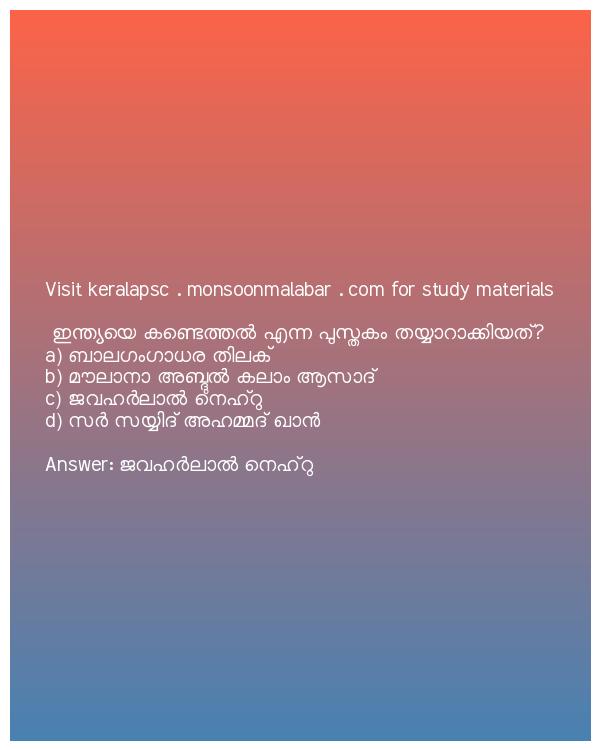 Visit keralapsc . monsoonmalabar . com for study materials
ഇന്ത്യയെ കണ്ടെത്തൽ എന്ന പുസ്തകം തയ്യാറാക്കിയത്?
a) ബാലഗംഗാധര തിലക്
b) മൗലാനാ അബ്ദുൽ കലാം ആസാദ്
c) ജവഹർലാൽ നെഹ്റു
d) സർ സയ്യിദ് അഹമ്മദ് ഖാൻ
Answer: ജവഹർലാൽ നെഹ്റു